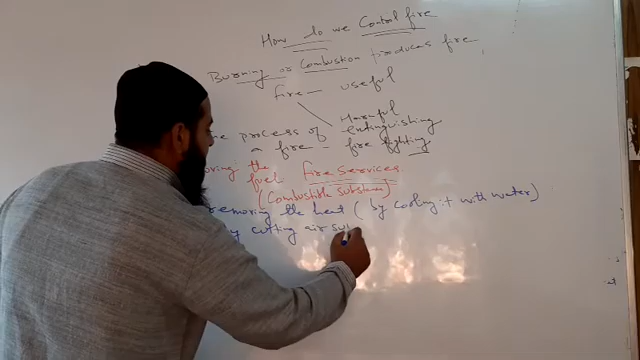 How do we Control fire
Burning or Combustion produces fire
fire — useful
Harmful
process of extinguishing
a fire — fire fighting
the
fuel fire services
(Combustible substance)
removing the heat (by cooling it with water)
cutting air su